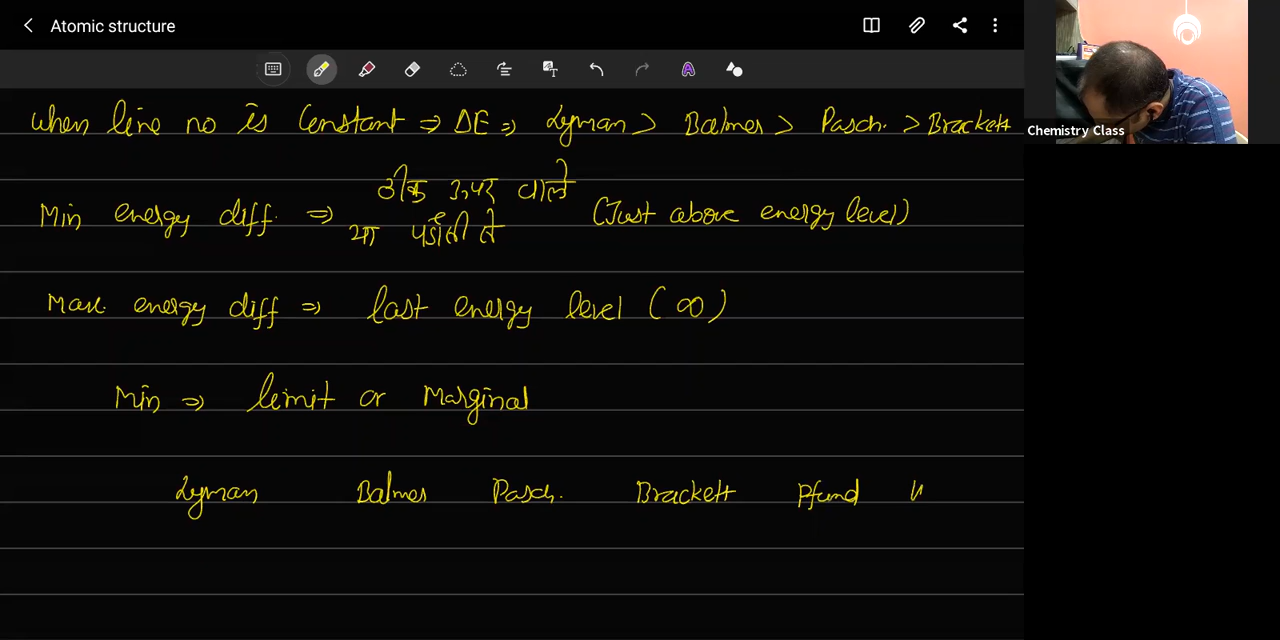 Atomic structure
When line no is Constant ⇒ ΔE ⇒ Lyman > Balmer > Pasch. > Brackett
Chemistry Class
ठीक ऊपर वाले
Min energy diff. ⇒ (Just above energy level)
या पड़ोसी से
Max. energy diff ⇒ last energy level (∞)
Min ⇒ limit or Marginal
Lyman Balmer Pasch. Brackett Pfund